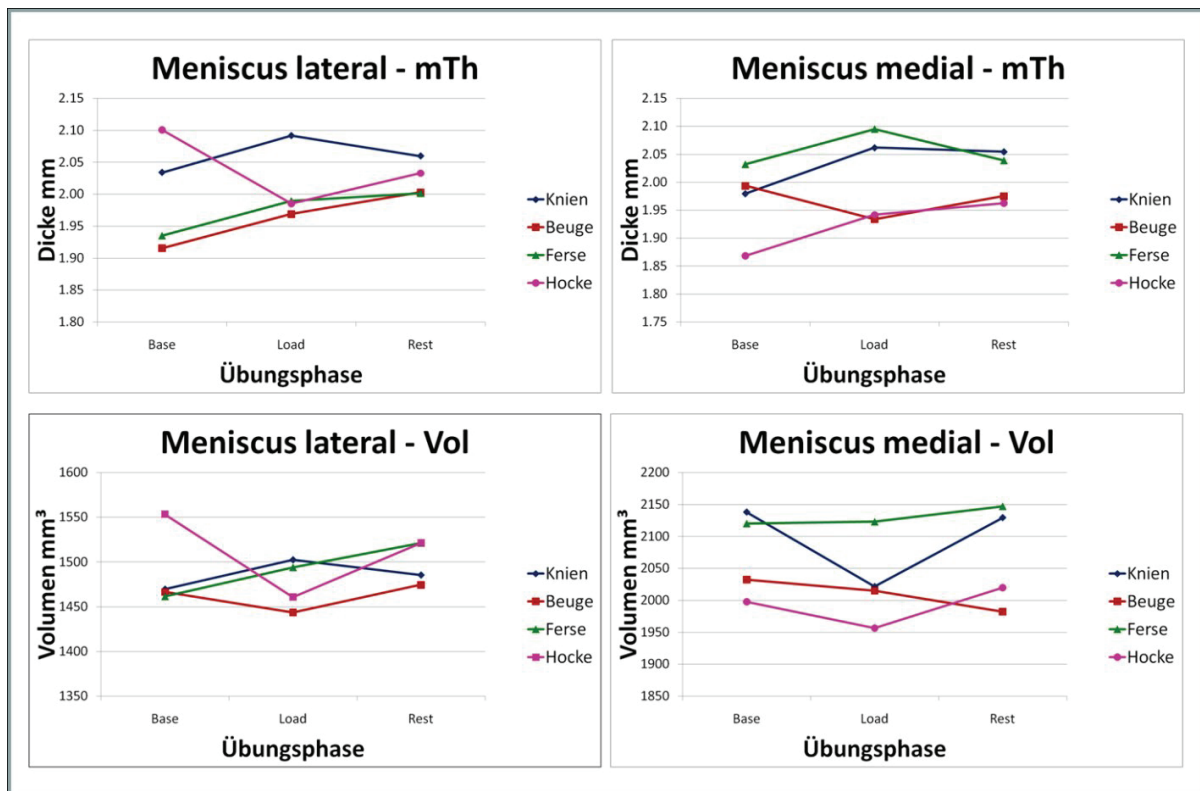 Meniscus lateral - mTh
Dicke mm
2.15
2.10
2.05
2.00
1.95
1.90
1.85
1.80
Base Load Rest
Übungsphase
Knien
Beuge
Ferse
Hocke
Meniscus medial - mTh
Dicke mm
2.15
2.10
2.05
2.00
1.95
1.90
1.85
1.80
1.75
Base Load Rest
Übungsphase
Knien
Beuge
Ferse
Hocke
Meniscus lateral - Vol
Volumen mm³
1600
1550
1500
1450
1400
1350
Base Load Rest
Übungsphase
Knien
Beuge
Ferse
Hocke
Meniscus medial - Vol
Volumen mm³
2200
2150
2100
2050
2000
1950
1900
1850
Base Load Rest
Übungsphase
Knien
Beuge
Ferse
Hocke